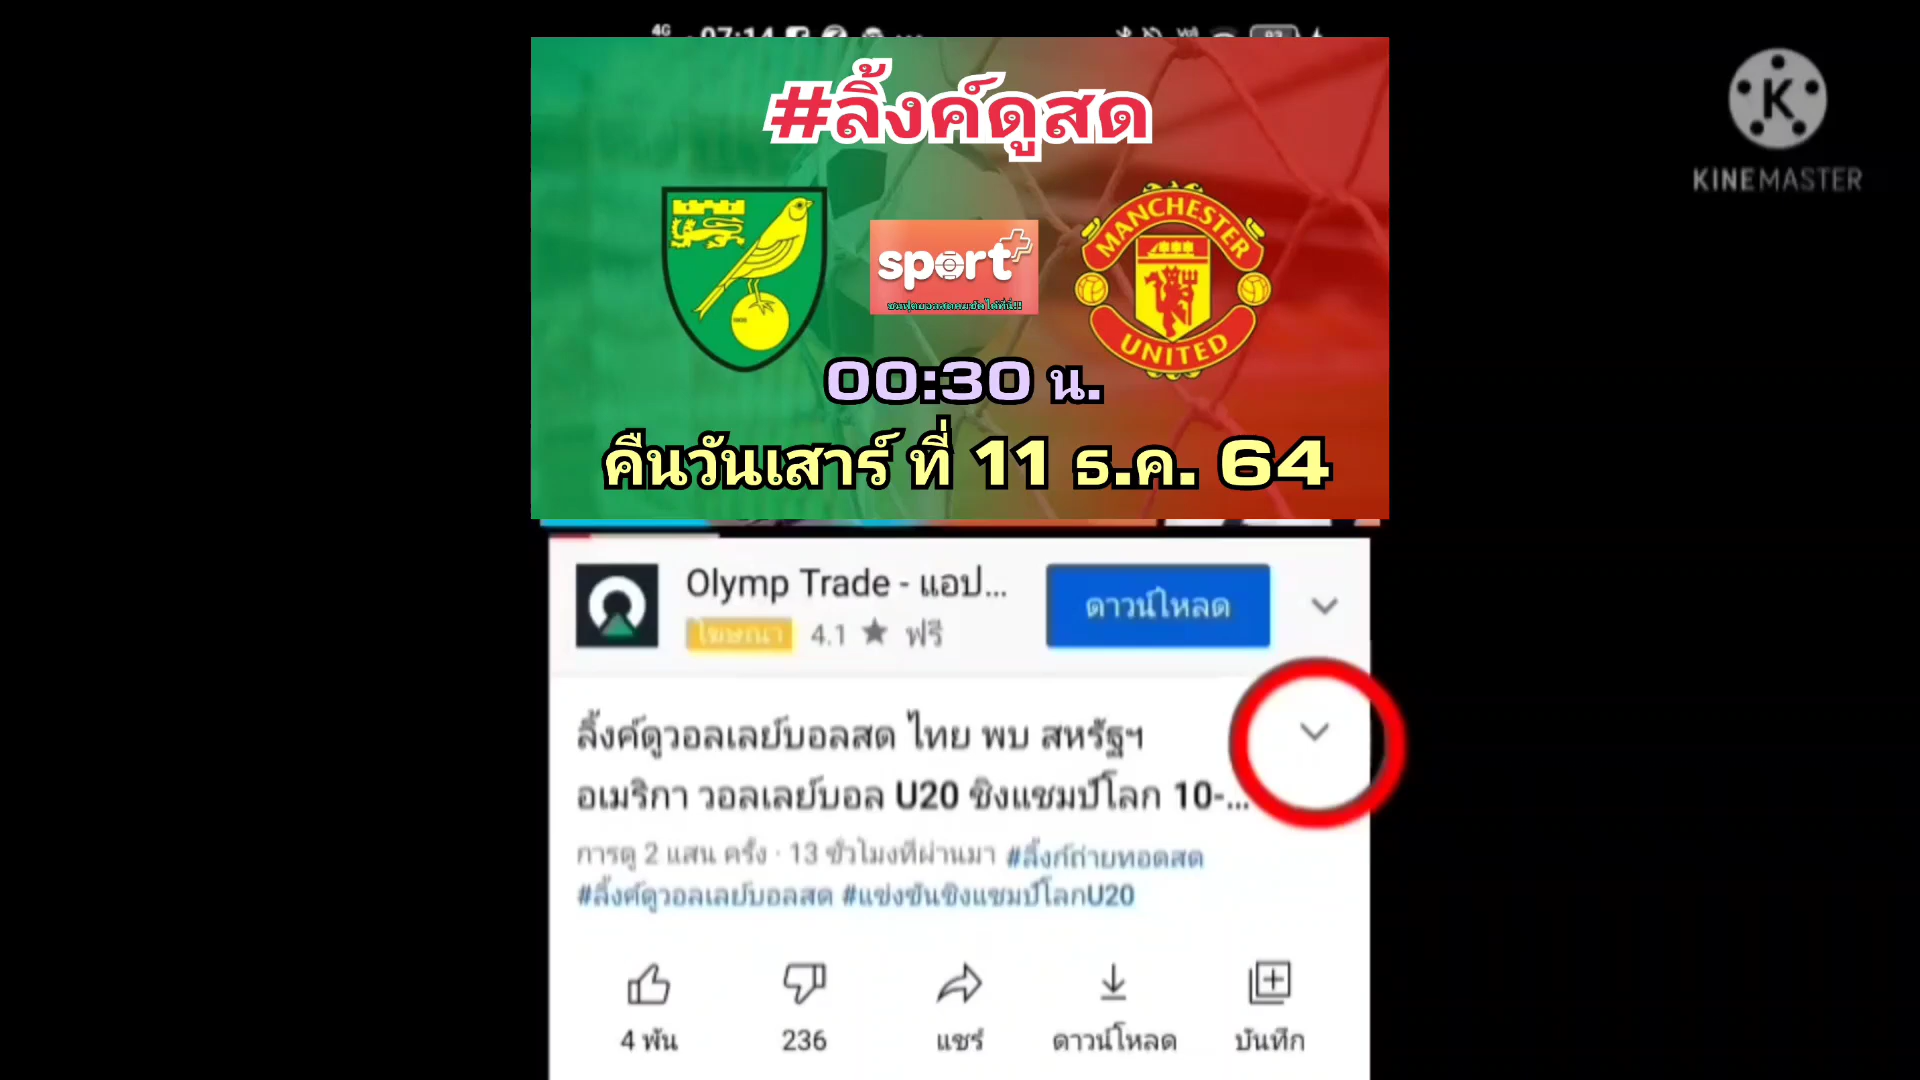 4G
#ลิ้งค์ดูสด
sport+
MANCHESTER
UNITED
00:30 น.
คืนวันเสาร์ ที่ 11 ธ.ค. 64
KINEMASTER
Olymp Trade - แอป...
ดาวน์โหลด
โฆษณา 4.1 ★ ฟรี
ลิ้งค์ดูวอลเลย์บอลสด ไทย พบ สหรัฐฯ
อเมริกา วอลเลย์บอล U20 ชิงแชมป์โลก 10-...
การดู 2 แสน ครั้ง · 13 ชั่วโมงที่ผ่านมา #ลิ้งก์ถ่ายทอดสด
#ลิ้งค์ดูวอลเลย์บอลสด #แข่งขันชิงแชมป์โลกU20
4 พัน
236
แชร์
ดาวน์โหลด
บันทึก